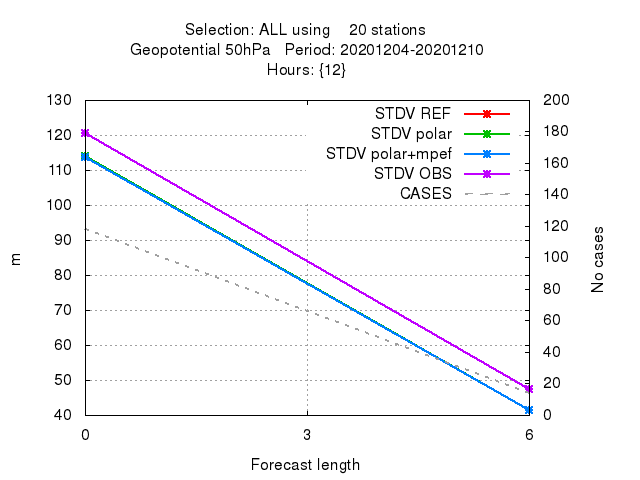 Selection: ALL using 20 stations
Geopotential 50hPa Period: 20201204-20201210
Hours: {12}
130 200
STDV REF
120 180
STDV polar
STDV polar+mpef
110 160
STDV OBS
140
CASES
100
120
90
100
80
80
70
60
60
40
50
20
40 0
m
No cases
0 3 6
Forecast length